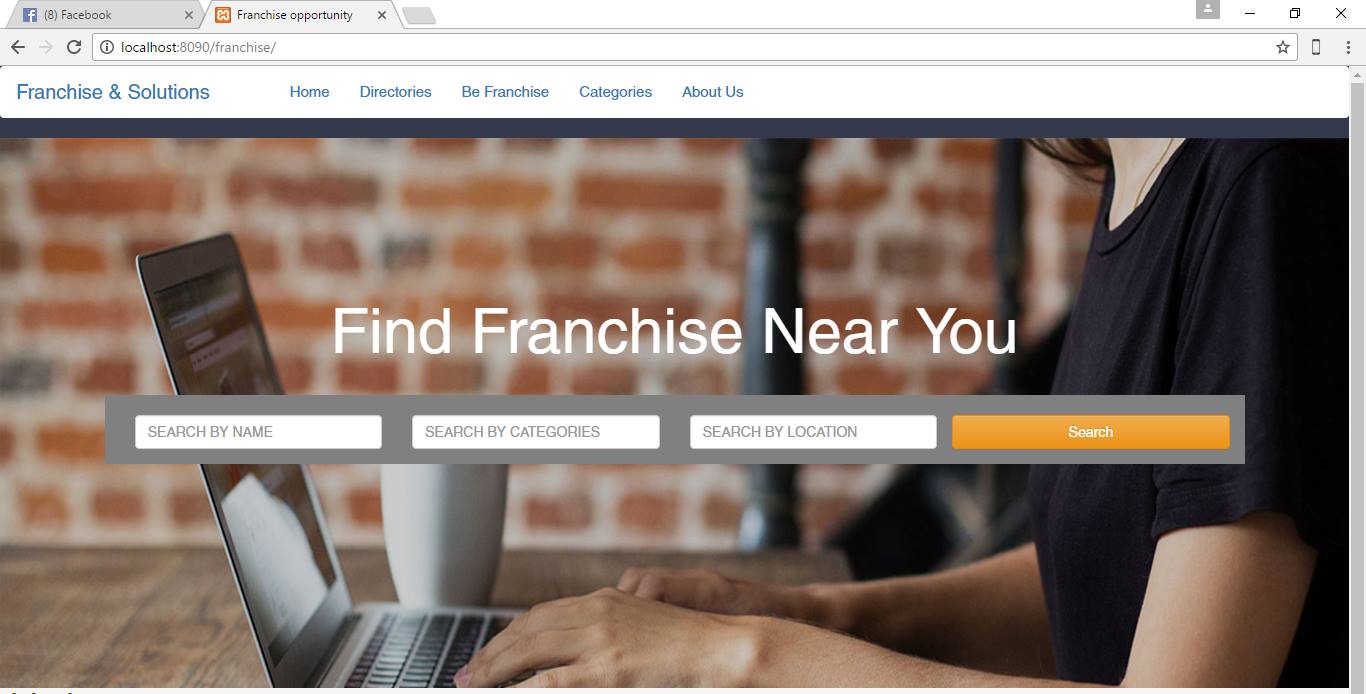 (8) Facebook
Franchise opportunity
localhost:8090/franchise/
Franchise & Solutions
Home
Directories
Be Franchise
Categories
About Us
Find Franchise Near You
SEARCH BY NAME
SEARCH BY CATEGORIES
SEARCH BY LOCATION
Search